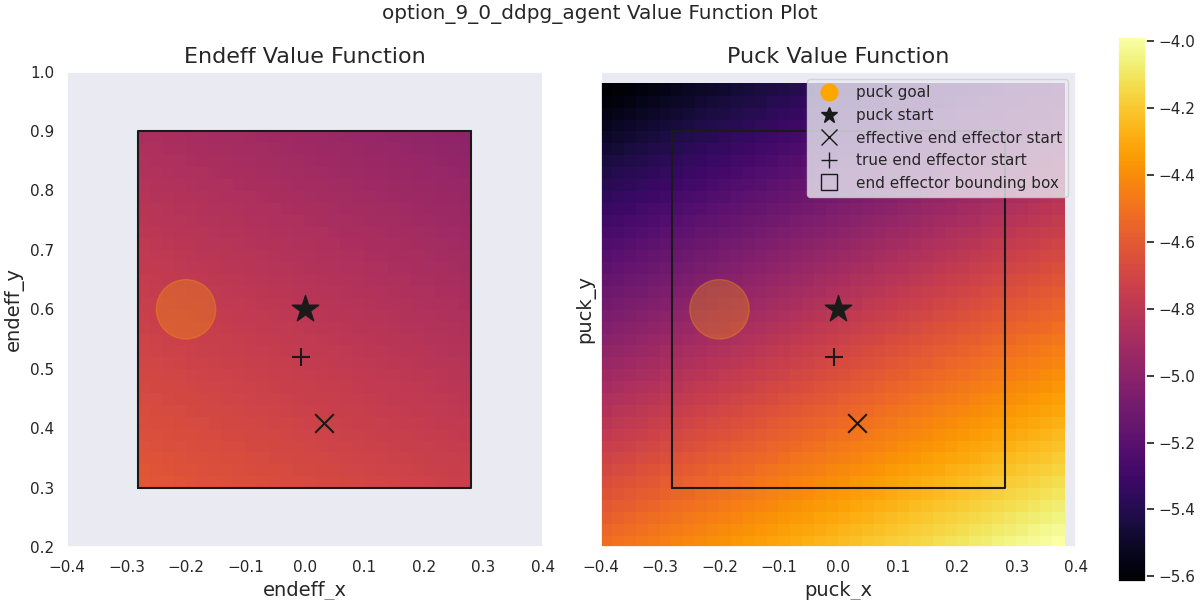 option_9_0_ddpg_agent Value Function Plot
Endeff Value Function
Puck Value Function
1.0
0.9
0.8
0.7
0.6
0.5
0.4
0.3
0.2
endeff_y
−0.4 −0.3 −0.2 −0.1 0.0 0.1 0.2 0.3 0.4
endeff_x
puck_y
puck goal
puck start
effective end effector start
true end effector start
end effector bounding box
−0.4 −0.3 −0.2 −0.1 0.0 0.1 0.2 0.3 0.4
puck_x
−4.0
−4.2
−4.4
−4.6
−4.8
−5.0
−5.2
−5.4
−5.6